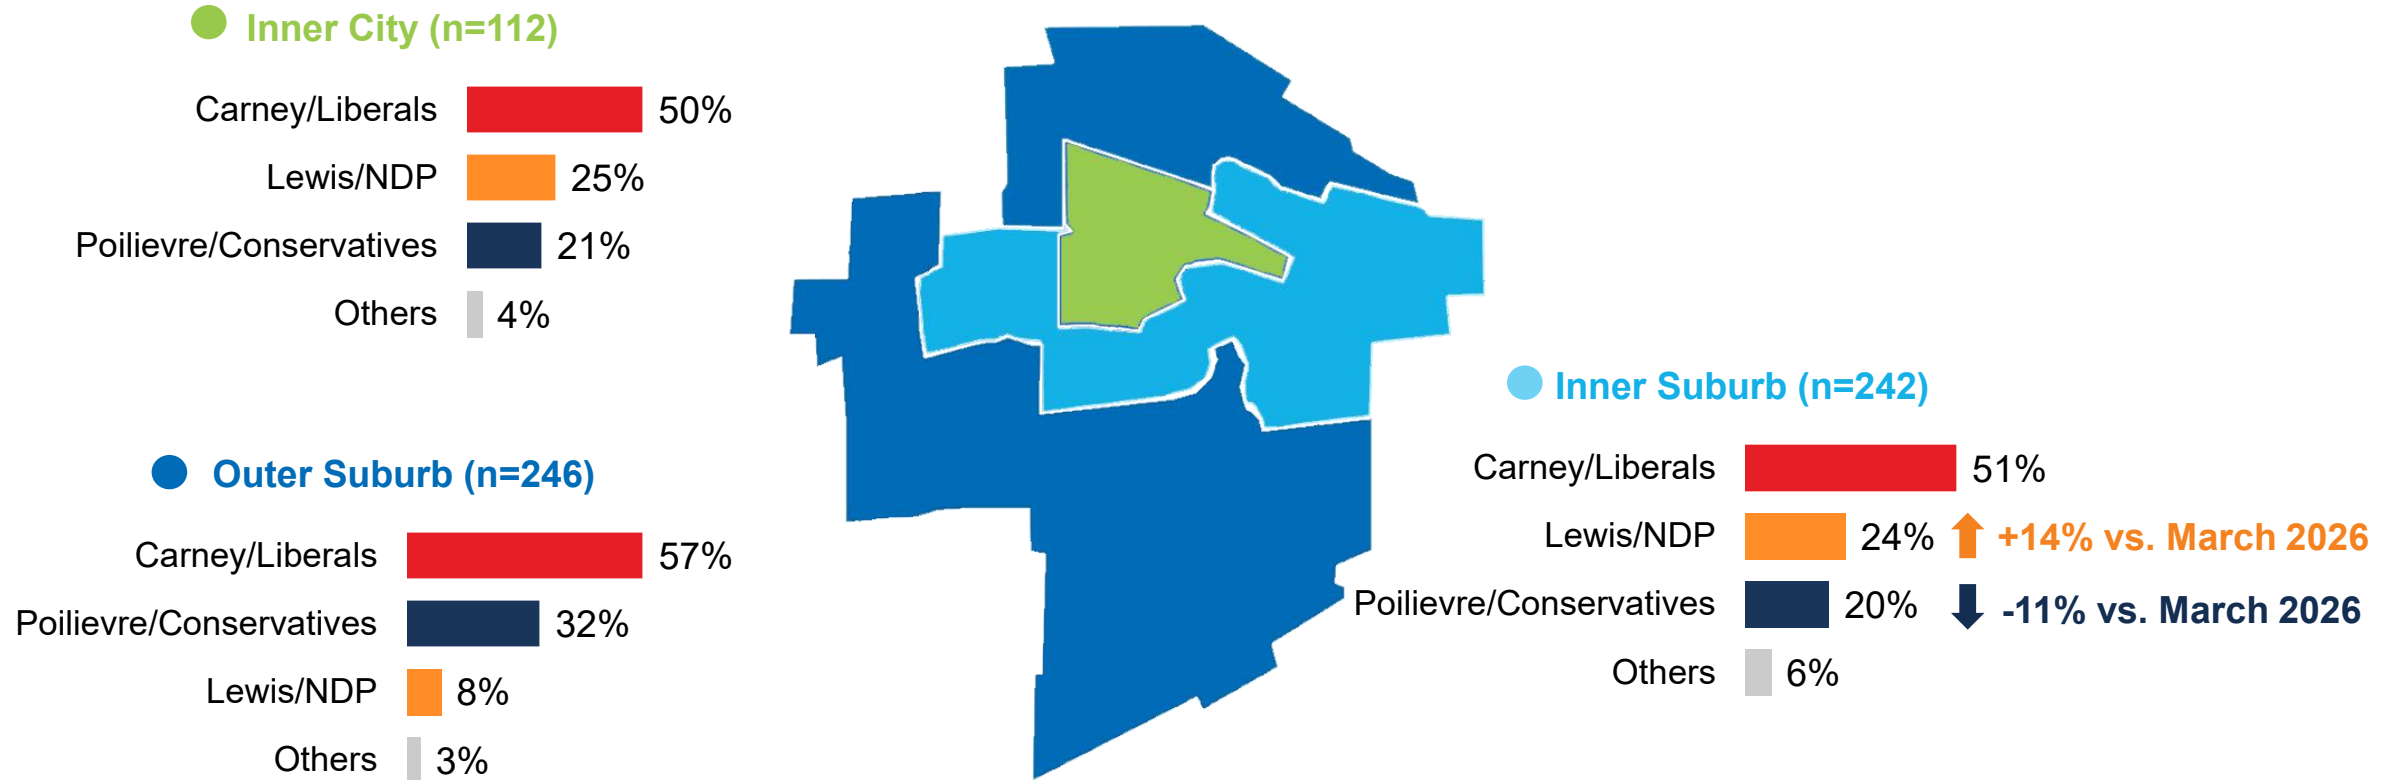 Inner City (n=112)
Carney/Liberals 50%
Lewis/NDP 25%
Poilievre/Conservatives 21%
Others 4%
Outer Suburb (n=246)
Carney/Liberals 57%
Poilievre/Conservatives 32%
Lewis/NDP 8%
Others 3%
Inner Suburb (n=242)
Carney/Liberals 51%
Lewis/NDP 24% +14% vs. March 2026
Poilievre/Conservatives 20% -11% vs. March 2026
Others 6%